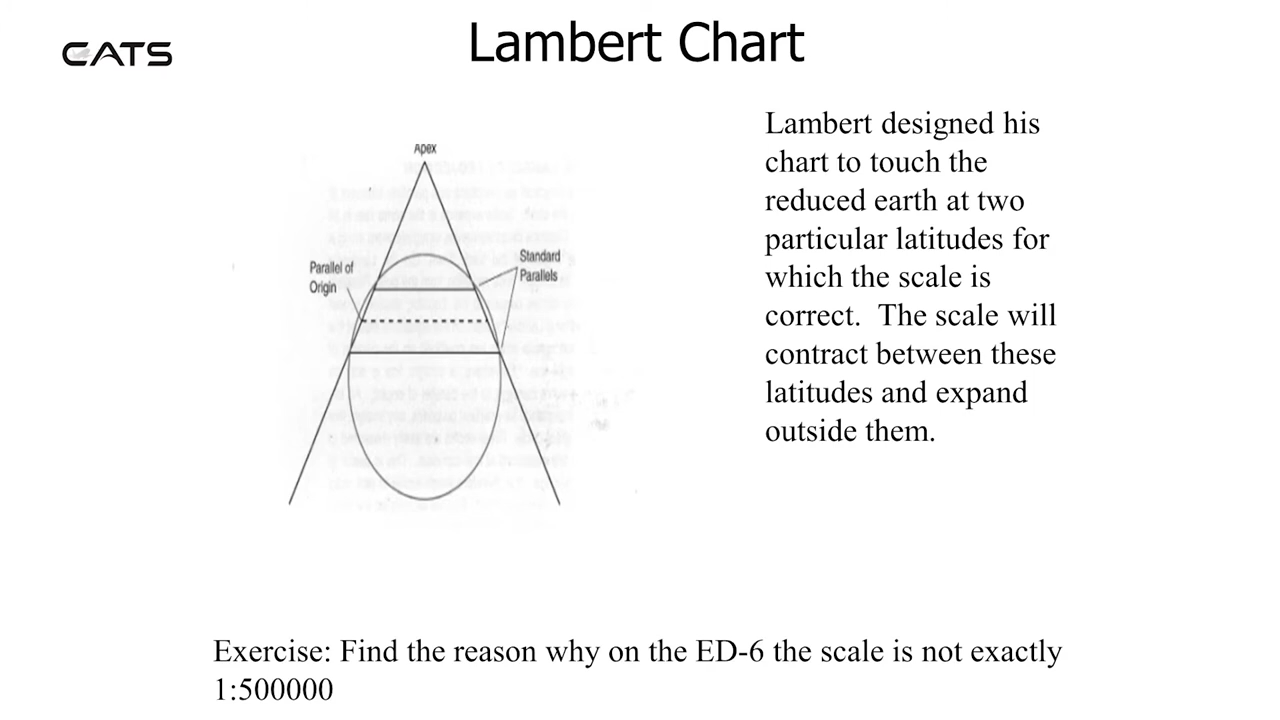 CATS
Lambert Chart
Apex
Parallel of
Origin
Standard
Parallels
Lambert designed his
chart to touch the
reduced earth at two
particular latitudes for
which the scale is
correct.  The scale will
contract between these
latitudes and expand
outside them.
Exercise: Find the reason why on the ED-6 the scale is not exactly
1:500000